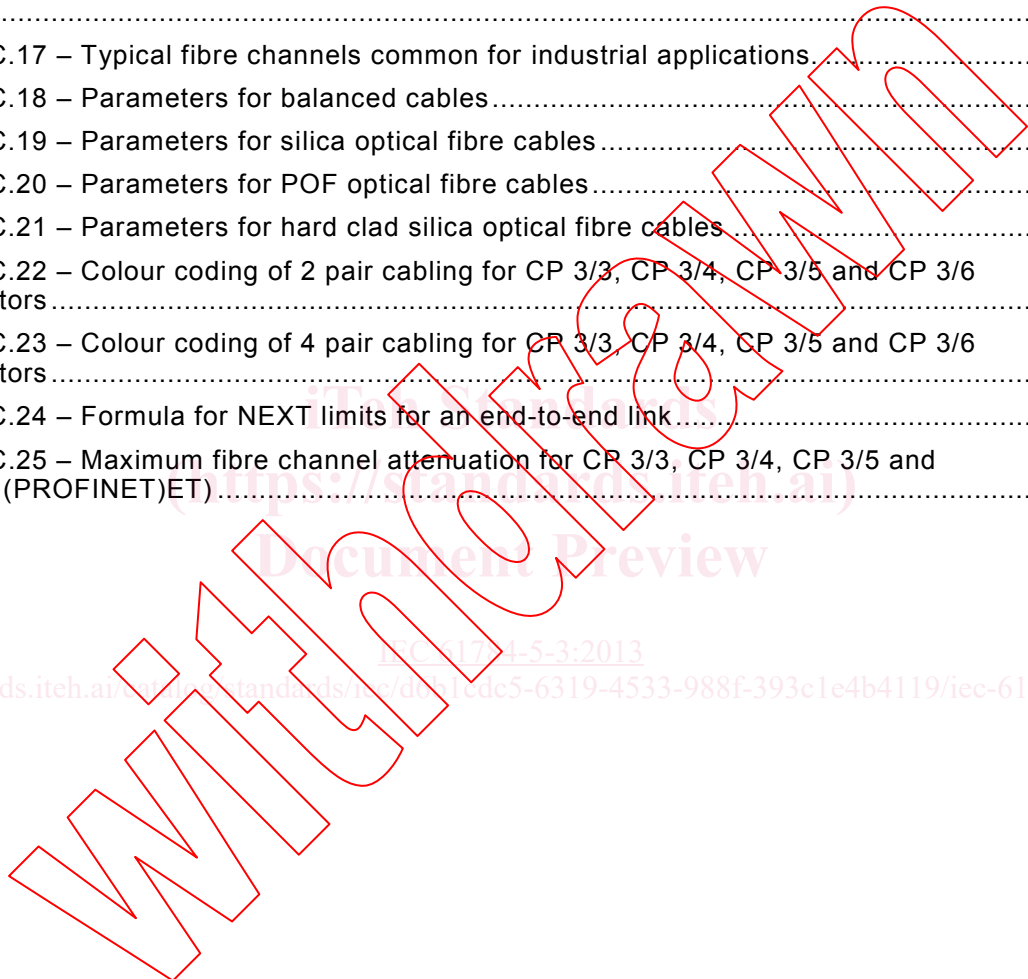 C.17 – Typical fibre channels common for industrial applications
C.18 – Parameters for balanced cables
C.19 – Parameters for silica optical fibre cables
C.20 – Parameters for POF optical fibre cables
C.21 – Parameters for hard clad silica optical fibre cables
C.22 – Colour coding of 2 pair cabling for CP 3/3, CP 3/4, CP 3/5 and CP 3/6
tors
C.23 – Colour coding of 4 pair cabling for CP 3/3, CP 3/4, CP 3/5 and CP 3/6
tors
iTeh Standards
C.24 – Formula for NEXT limits for an end-to-end link
C.25 – Maximum fibre channel attenuation for CP 3/3, CP 3/4, CP 3/5 and
(PROFINET)ET)
(https://standards.iteh.ai)
Document Preview
IEC 61784-5-3:2013
ds.iteh.ai/catalog/standards/iec/d6b1cdc5-6319-4533-988f-393c1e4b4119/iec-61
withdrawn